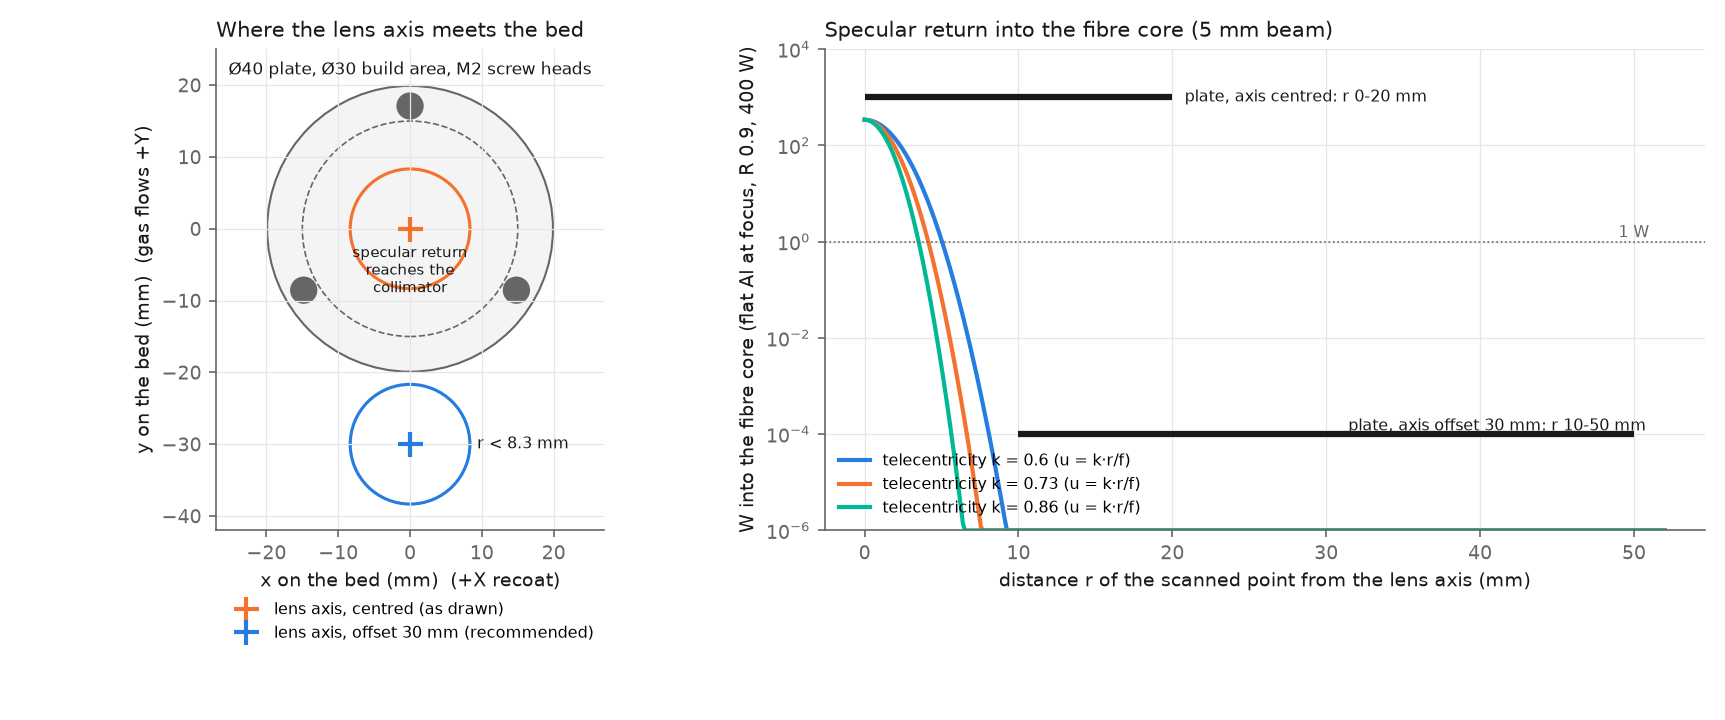 Where the lens axis meets the bed
Ø40 plate, Ø30 build area, M2 screw heads
20
10
0
−10
−20
−30
−40
y on the bed (mm)  (gas flows +Y)
specular return
reaches the
collimator
r < 8.3 mm
−20
−10
0
10
20
x on the bed (mm)  (+X recoat)
lens axis, centred (as drawn)
lens axis, offset 30 mm (recommended)
Specular return into the fibre core (5 mm beam)
W into the fibre core (flat Al at focus, R 0.9, 400 W)
10⁴
10²
10⁰
10⁻²
10⁻⁴
10⁻⁶
plate, axis centred: r 0-20 mm
1 W
plate, axis offset 30 mm: r 10-50 mm
telecentricity k = 0.6 (u = k·r/f)
telecentricity k = 0.73 (u = k·r/f)
telecentricity k = 0.86 (u = k·r/f)
0
10
20
30
40
50
distance r of the scanned point from the lens axis (mm)